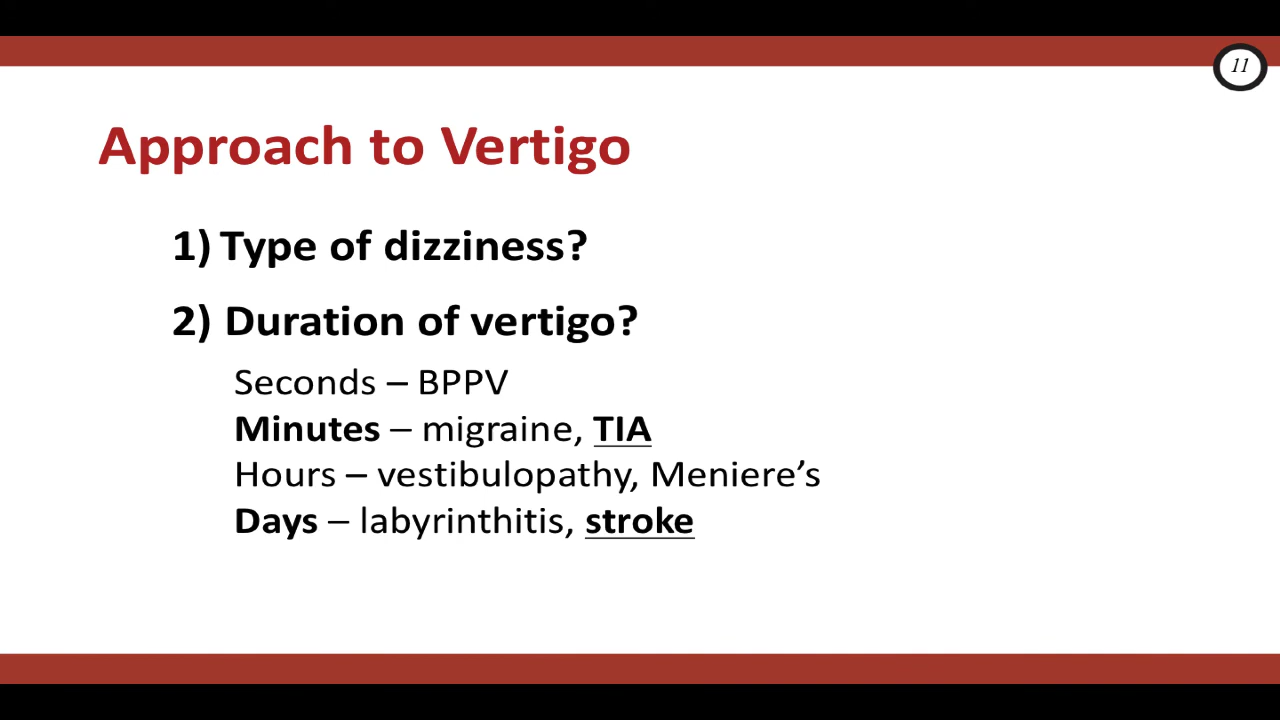 11
Approach to Vertigo
1) Type of dizziness?
2) Duration of vertigo?
Seconds – BPPV
Minutes – migraine, TIA
Hours – vestibulopathy, Meniere’s
Days – labyrinthitis, stroke